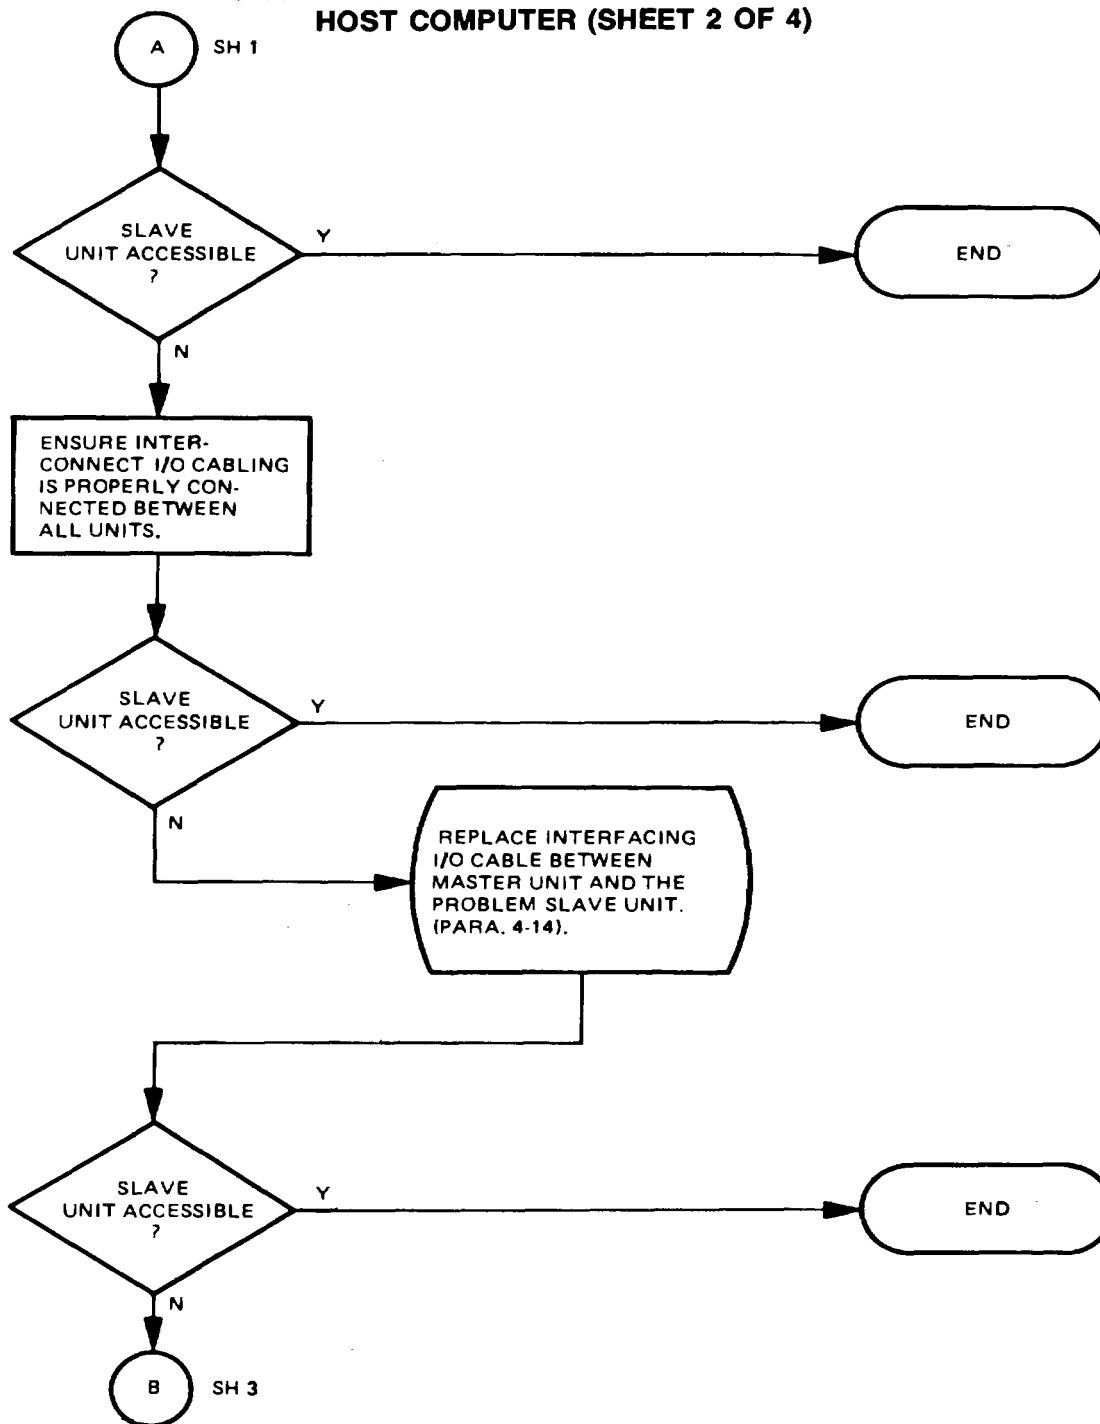 HOST COMPUTER (SHEET 2 OF 4)
A SH 1
SLAVE
UNIT ACCESSIBLE
?
Y
END
N
ENSURE INTER-
CONNECT I/O CABLING
IS PROPERLY CON-
NECTED BETWEEN
ALL UNITS.
SLAVE
UNIT ACCESSIBLE
?
Y
END
N
REPLACE INTERFACING
I/O CABLE BETWEEN
MASTER UNIT AND THE
PROBLEM SLAVE UNIT.
(PARA. 4-14).
SLAVE
UNIT ACCESSIBLE
?
Y
END
N
B SH 3